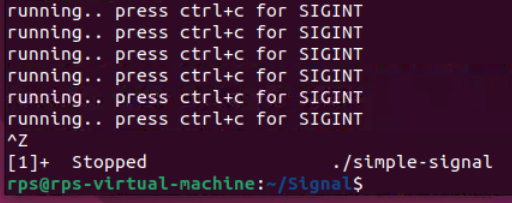 running.. press ctrl+c for SIGINT
running.. press ctrl+c for SIGINT
running.. press ctrl+c for SIGINT
running.. press ctrl+c for SIGINT
running.. press ctrl+c for SIGINT
running.. press ctrl+c for SIGINT
^Z
[1]+  Stopped                 ./simple-signal
rps@rps-virtual-machine:~/Signal$